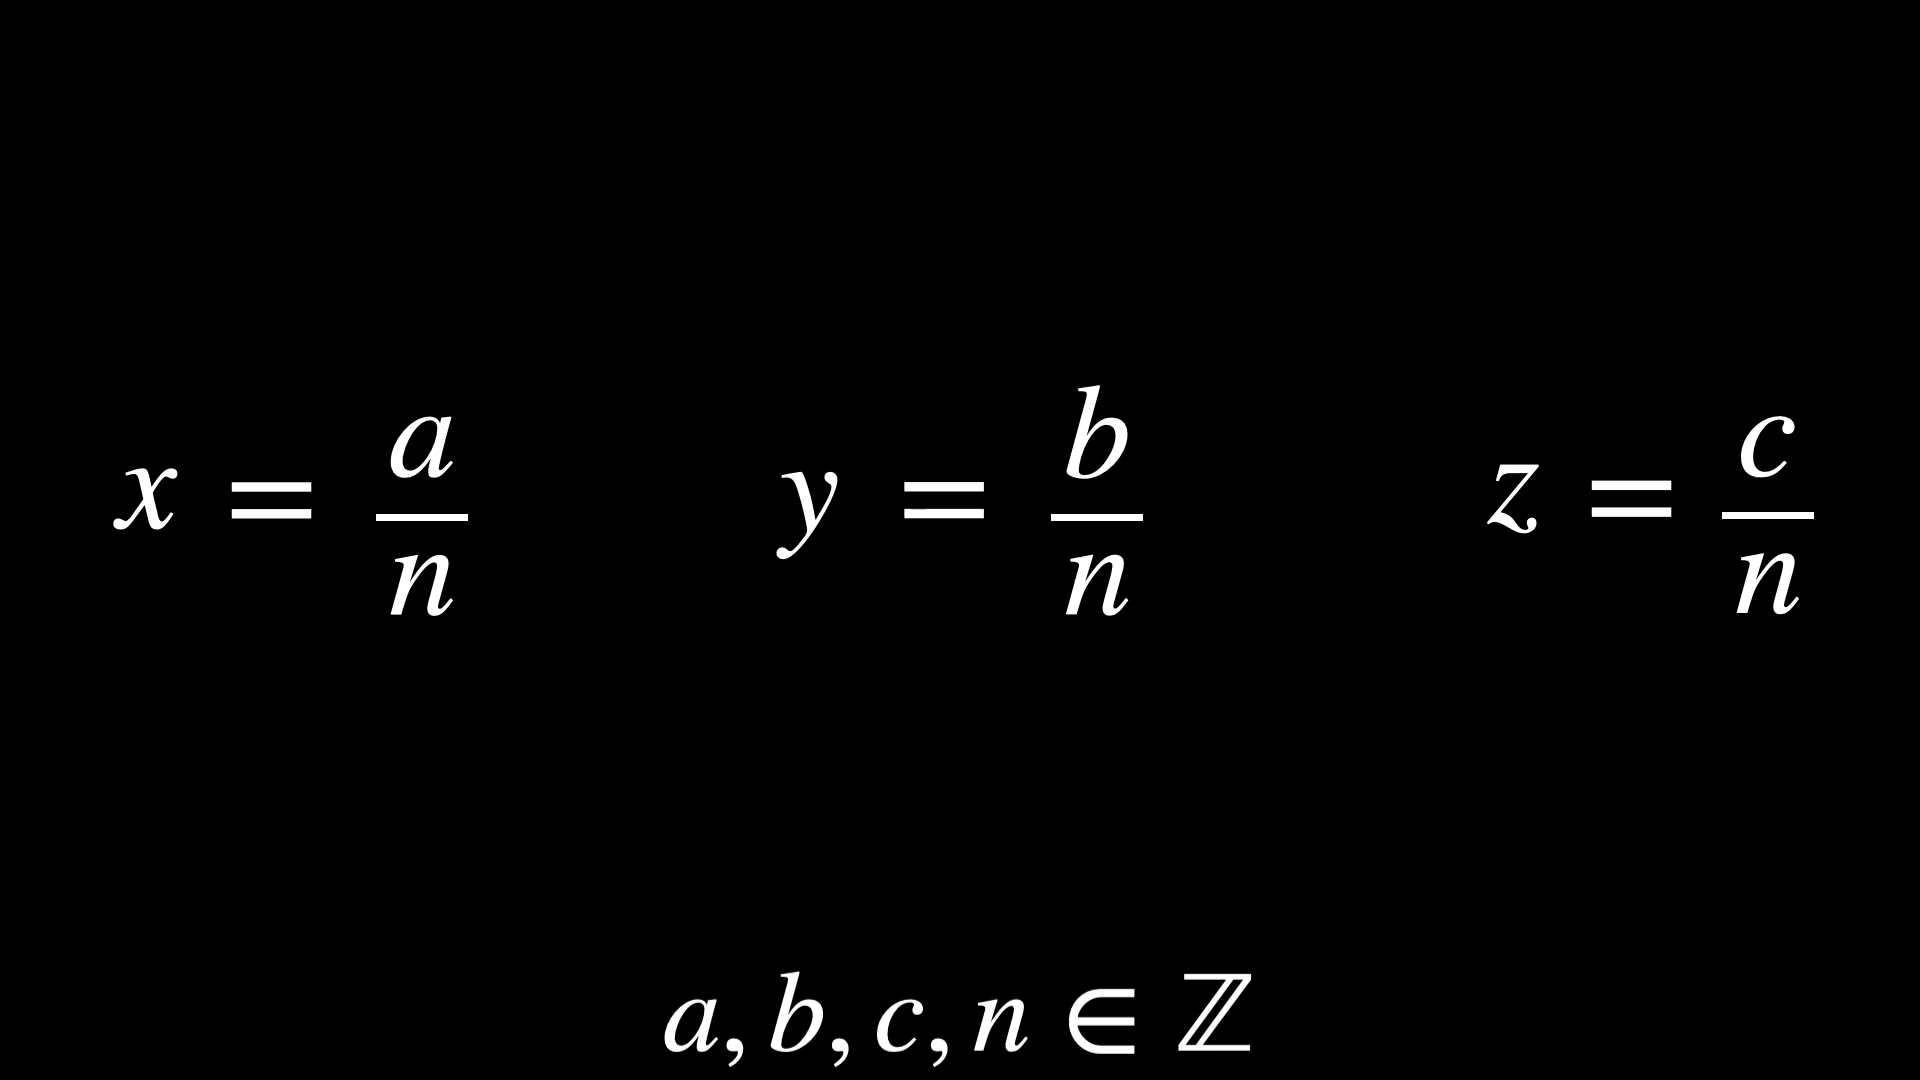 x = a/n y = b/n z = c/n
a, b, c, n ∈ ℤ